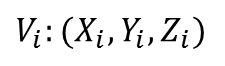 Vᵢ: (Xᵢ, Yᵢ, Zᵢ)